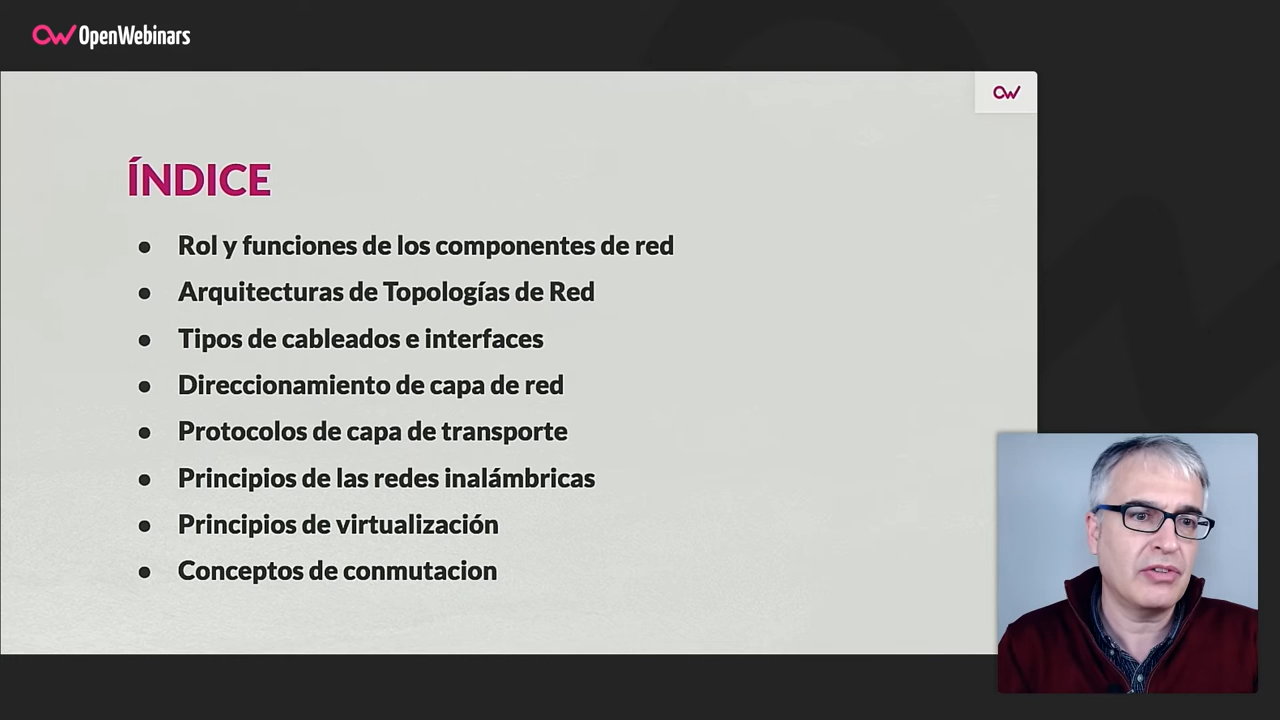 OpenWebinars
ÍNDICE
● Rol y funciones de los componentes de red
● Arquitecturas de Topologías de Red
● Tipos de cableados e interfaces
● Direccionamiento de capa de red
● Protocolos de capa de transporte
● Principios de las redes inalámbricas
● Principios de virtualización
● Conceptos de conmutacion